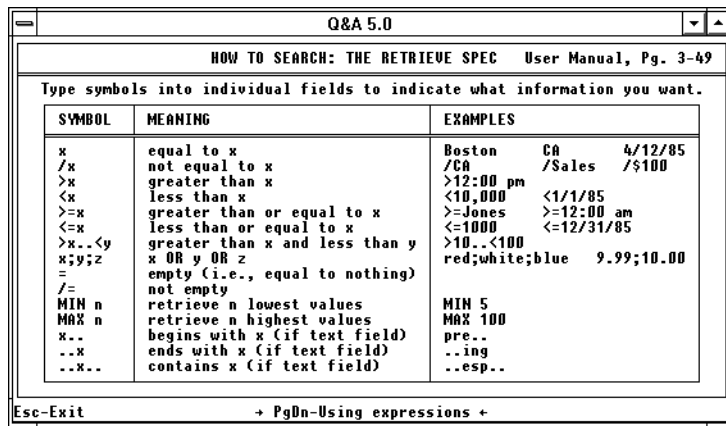 Q&A 5.0
HOW TO SEARCH: THE RETRIEVE SPEC User Manual, Pg. 3-49
Type symbols into individual fields to indicate what information you want.
SYMBOL MEANING EXAMPLES
x equal to x Boston CA 4/12/85
/x not equal to x /CA /Sales /$100
>x greater than x >12:00 pm
<x less than x <10,000 <1/1/85
>=x greater than or equal to x >=Jones >=12:00 am
<=x less than or equal to x <=1000 <=12/31/85
>x..<y greater than x and less than y >10..<100
x;y;z x OR y OR z red;white;blue 9.99;10.00
= empty (i.e., equal to nothing)
/= not empty
MIN n retrieve n lowest values MIN 5
MAX n retrieve n highest values MAX 100
x.. begins with x (if text field) pre..
..x ends with x (if text field) ..ing
..x.. contains x (if text field) ..esp..
Esc-Exit → PgDn-Using expressions ←